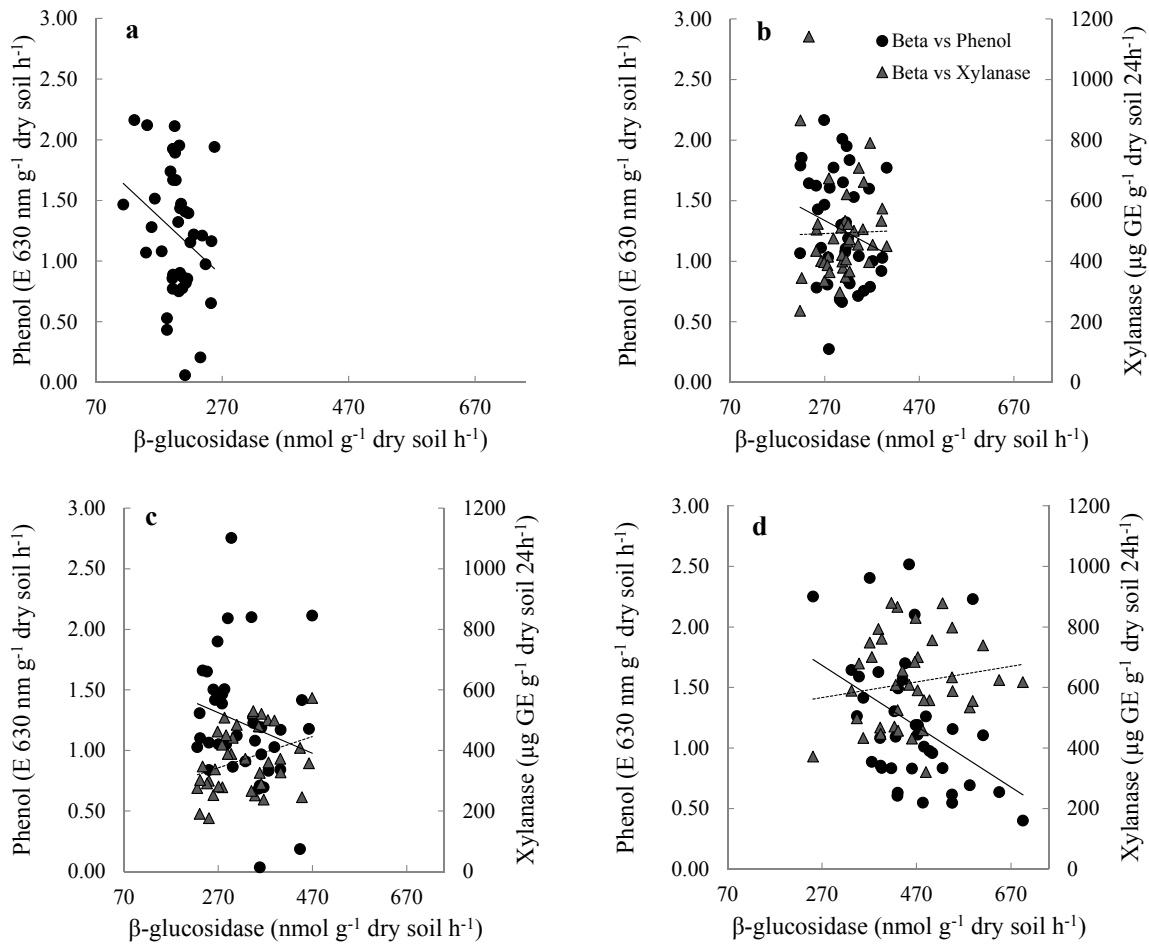 a
3.00
2.50
2.00
1.50
1.00
0.50
0.00
70 270 470 670
Phenol (E 630 nm g⁻¹ dry soil h⁻¹)
β-glucosidase (nmol g⁻¹ dry soil h⁻¹)
b
Beta vs Phenol
Beta vs Xylanase
3.00
2.50
2.00
1.50
1.00
0.50
0.00
1200
1000
800
600
400
200
0
70 270 470 670
Phenol (E 630 nm g⁻¹ dry soil h⁻¹)
Xylanase (µg GE g⁻¹ dry soil 24h⁻¹)
β-glucosidase (nmol g⁻¹ dry soil h⁻¹)
c
3.00
2.50
2.00
1.50
1.00
0.50
0.00
1200
1000
800
600
400
200
0
70 270 470 670
Phenol (E 630 nm g⁻¹ dry soil h⁻¹)
Xylanase (µg GE g⁻¹ dry soil 24h⁻¹)
β-glucosidase (nmol g⁻¹ dry soil h⁻¹)
d
3.00
2.50
2.00
1.50
1.00
0.50
0.00
1200
1000
800
600
400
200
0
70 270 470 670
Phenol (E 630 nm g⁻¹ dry soil h⁻¹)
Xylanase (µg GE g⁻¹ dry soil 24h⁻¹)
β-glucosidase (nmol g⁻¹ dry soil h⁻¹)